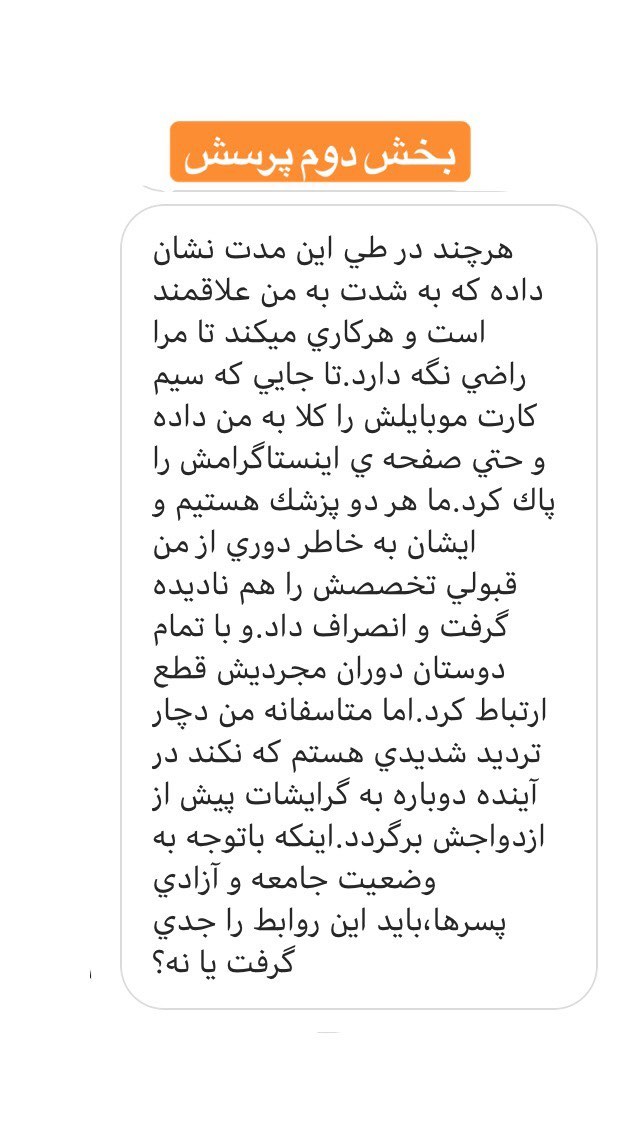 بخش دوم پرسش
هرچند در طي اين مدت نشان
داده كه به شدت به من علاقمند
است و هركاري ميكند تا مرا
راضي نگه دارد.تا جايي كه سيم
كارت موبايلش را كلا به من داده
و حتي صفحه ي اينستاگرامش را
پاك كرد.ما هر دو پزشك هستيم و
ايشان به خاطر دوري از من
قبولي تخصصش را هم ناديده
گرفت و انصراف داد.و با تمام
دوستان دوران مجرديش قطع
ارتباط كرد.اما متاسفانه من دچار
ترديد شديدي هستم كه نكند در
آينده دوباره به گرايشات پيش از
ازدواجش برگردد.اينكه باتوجه به
وضعيت جامعه و آزادي
پسرها،بايد اين روابط را جدي
گرفت يا نه؟